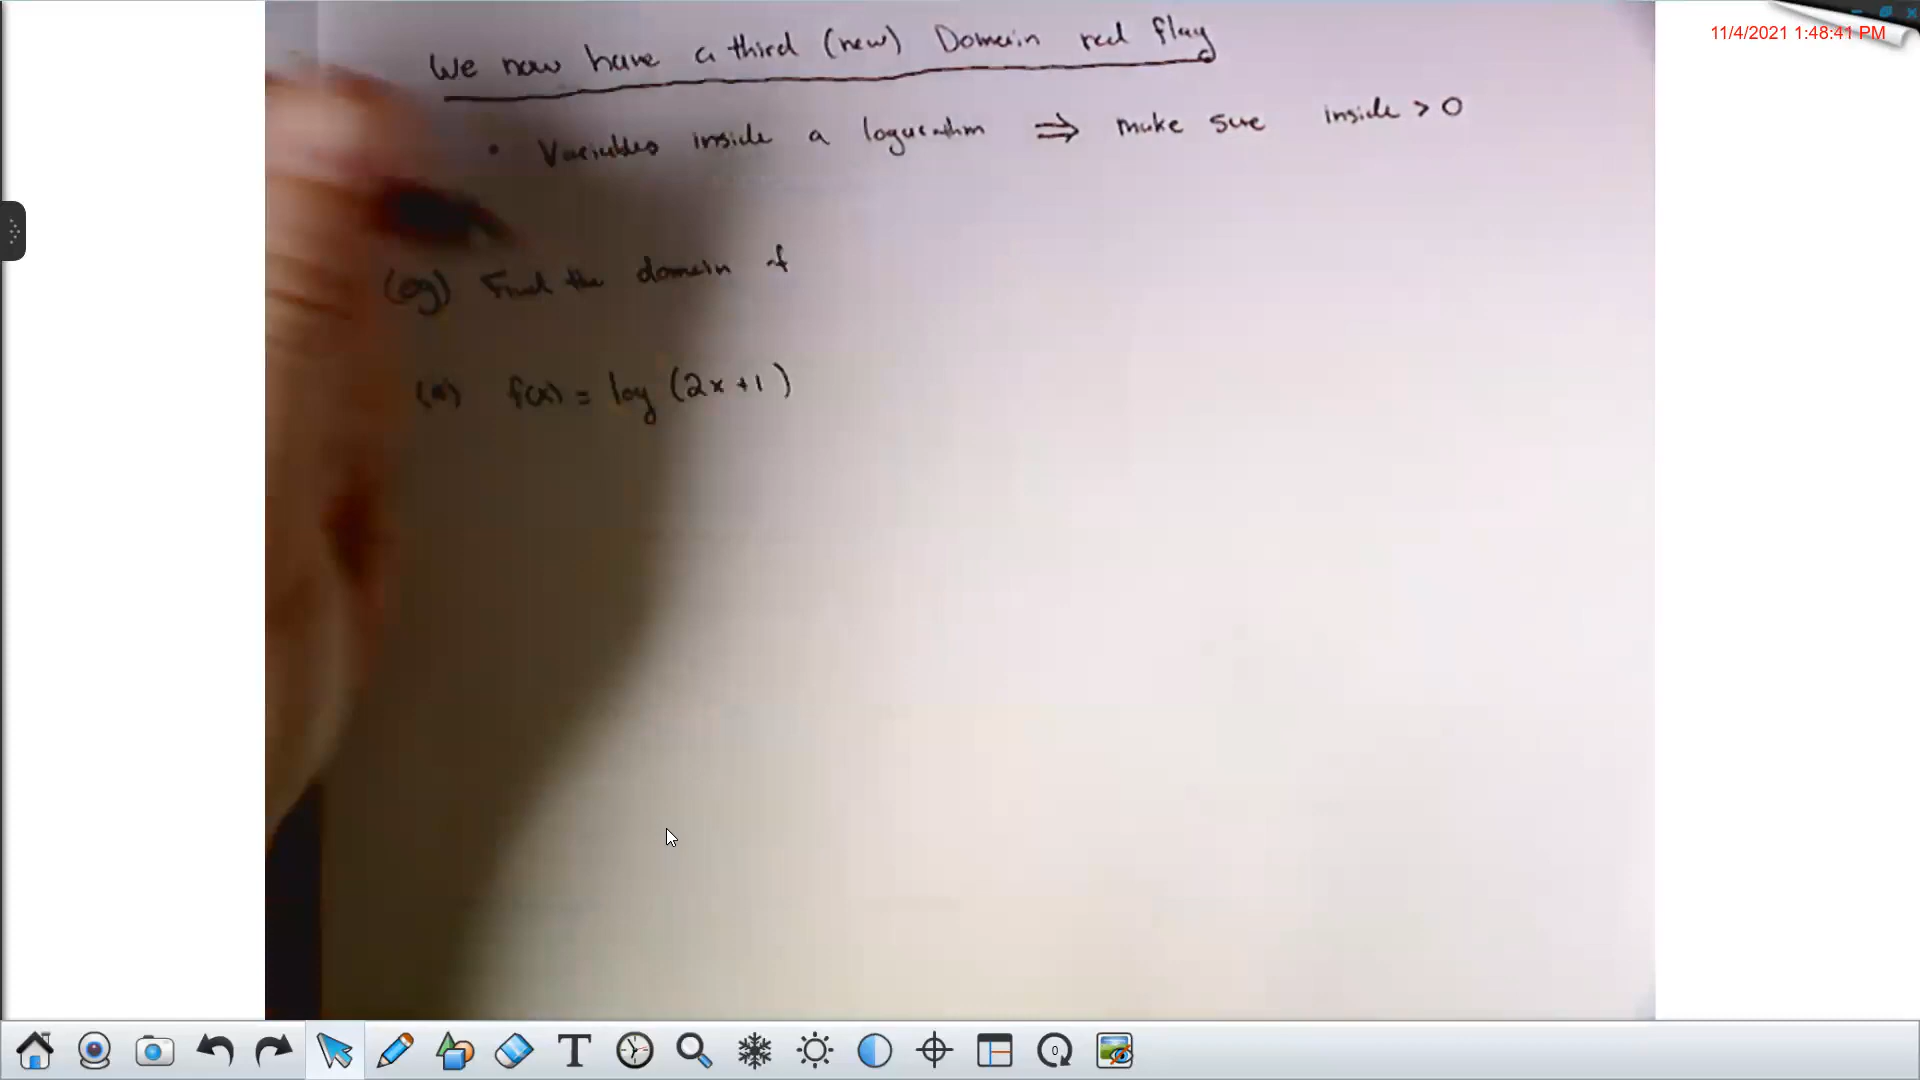 11/4/2021 1:48:41 PM
We now have a third (new) Domain red flag
• Variables inside a logarithm ⇒ make sure inside > 0
(eg) Find the domain of
(a) f(x) = log (2x+1)
T
0